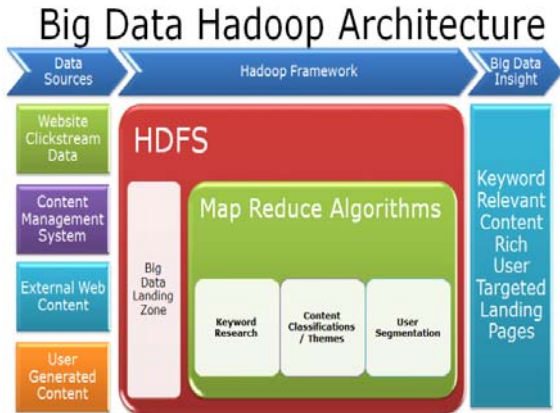 Big Data Hadoop Architecture
Data
Sources
Hadoop Framework
Big Data
Insight
Website
Clickstream
Data
Content
Management
System
External Web
Content
User
Generated
Content
HDFS
Big
Data
Landing
Zone
Map Reduce Algorithms
Keyword
Research
Content
Classifications
/ Themes
User
Segmentation
Keyword
Relevant
Content
Rich
User
Targeted
Landing
Pages